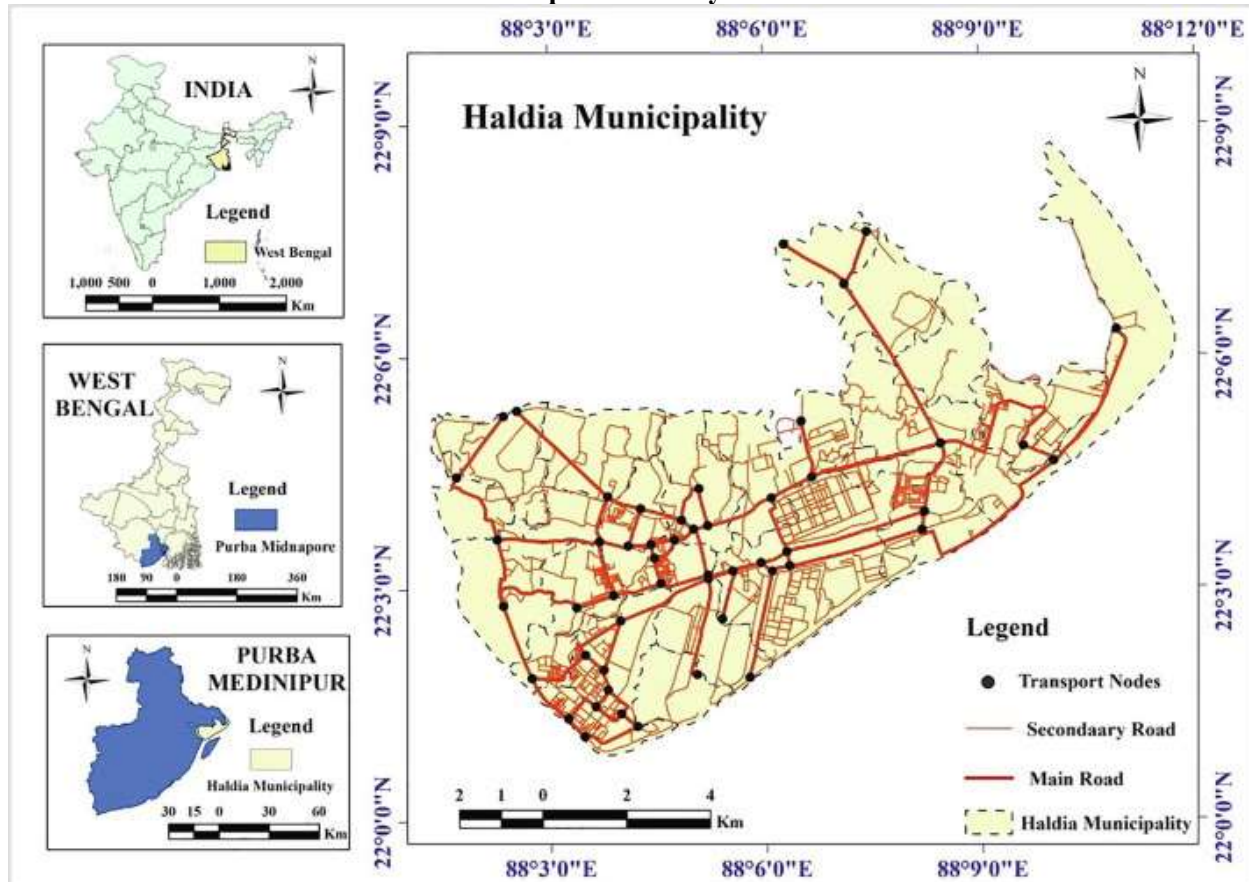 N
INDIA
Legend
West Bengal
1,000 500 0 1,000 2,000
Km
N
WEST
BENGAL
Legend
Purba Midnapore
180 90 0 180 360
Km
N
PURBA
MEDINIPUR
Legend
Haldia Municipality
30 15 0 30 60
Km
88°3'0"E 88°6'0"E 88°9'0"E 88°12'0"E
Haldia Municipality
N
22°9'0"N 22°9'0"N
22°6'0"N 22°6'0"N
22°3'0"N 22°3'0"N
22°0'0"N 22°0'0"N
Legend
Transport Nodes
Secondaary Road
Main Road
Haldia Municipality
2 1 0 2 4
Km
88°3'0"E 88°6'0"E 88°9'0"E 88°12'0"E